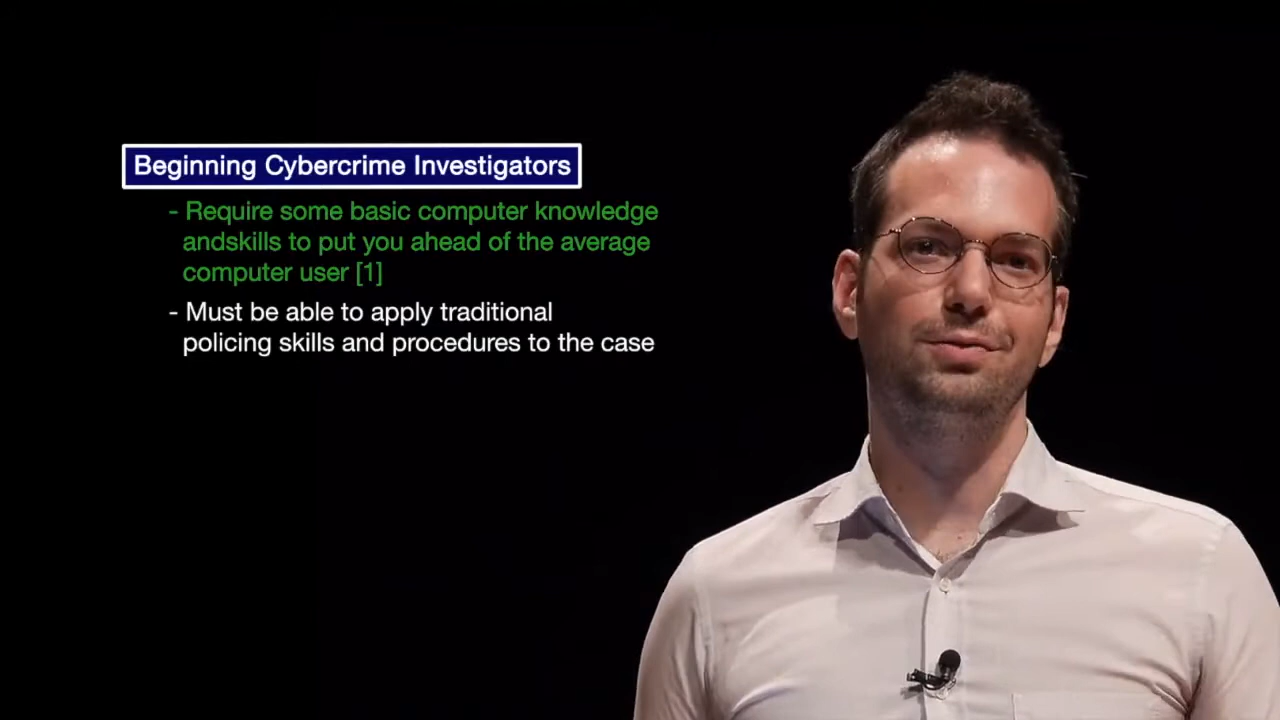 Beginning Cybercrime Investigators
- Require some basic computer knowledge
andskills to put you ahead of the average
computer user [1]
- Must be able to apply traditional
policing skills and procedures to the case